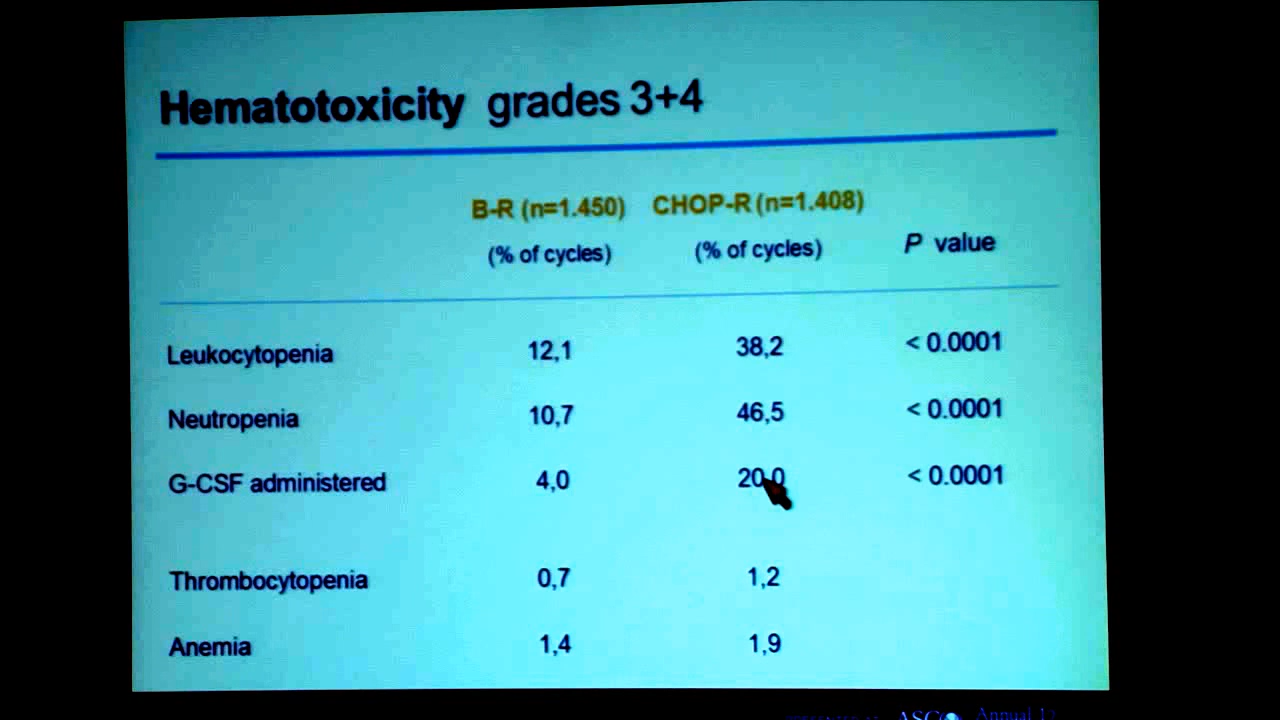 Hematotoxicity grades 3+4
B-R (n=1.450) CHOP-R (n=1.408)
(% of cycles) (% of cycles) P value
Leukocytopenia 12,1 38,2 < 0.0001
Neutropenia 10,7 46,5 < 0.0001
G-CSF administered 4,0 20,0 < 0.0001
Thrombocytopenia 0,7 1,2
Anemia 1,4 1,9
ASCO Annual